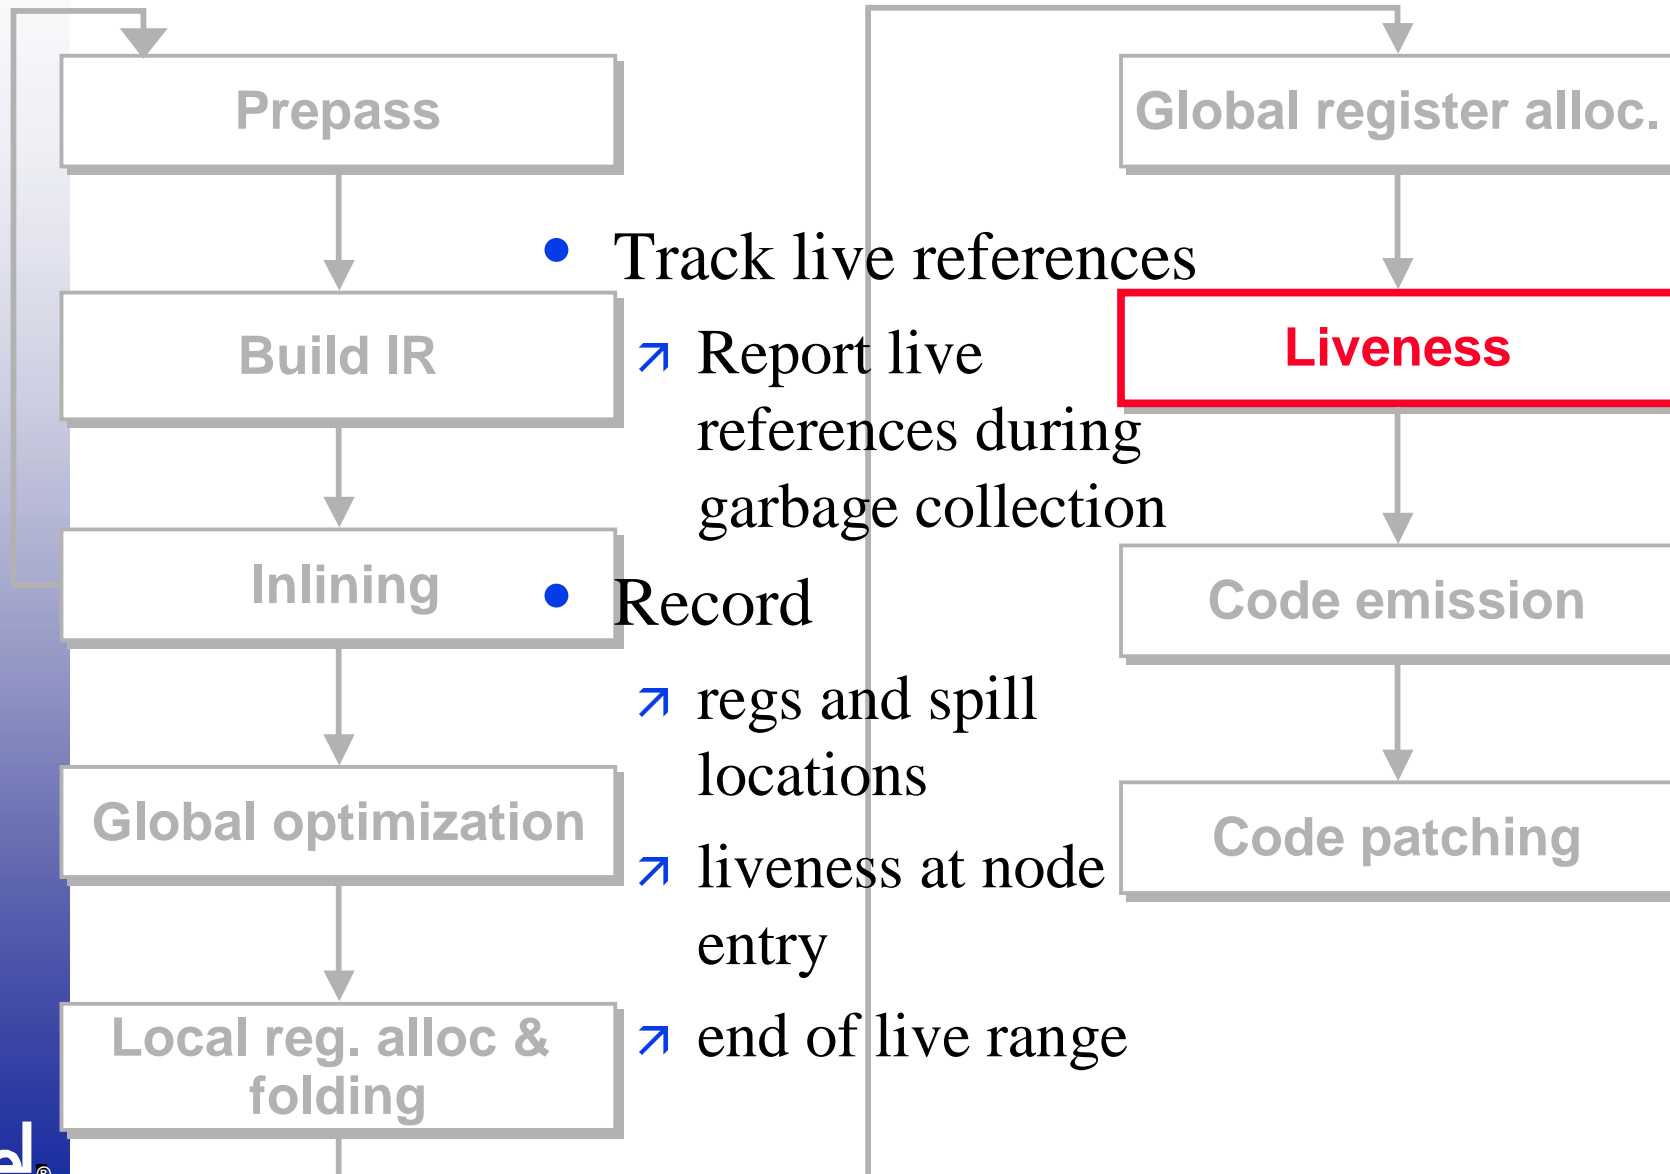 Prepass
Build IR
Inlining
Global optimization
Local reg. alloc &
folding
• Track live references
Report live
references during
garbage collection
• Record
regs and spill
locations
liveness at node
entry
end of live range
Global register alloc.
Liveness
Code emission
Code patching
el®